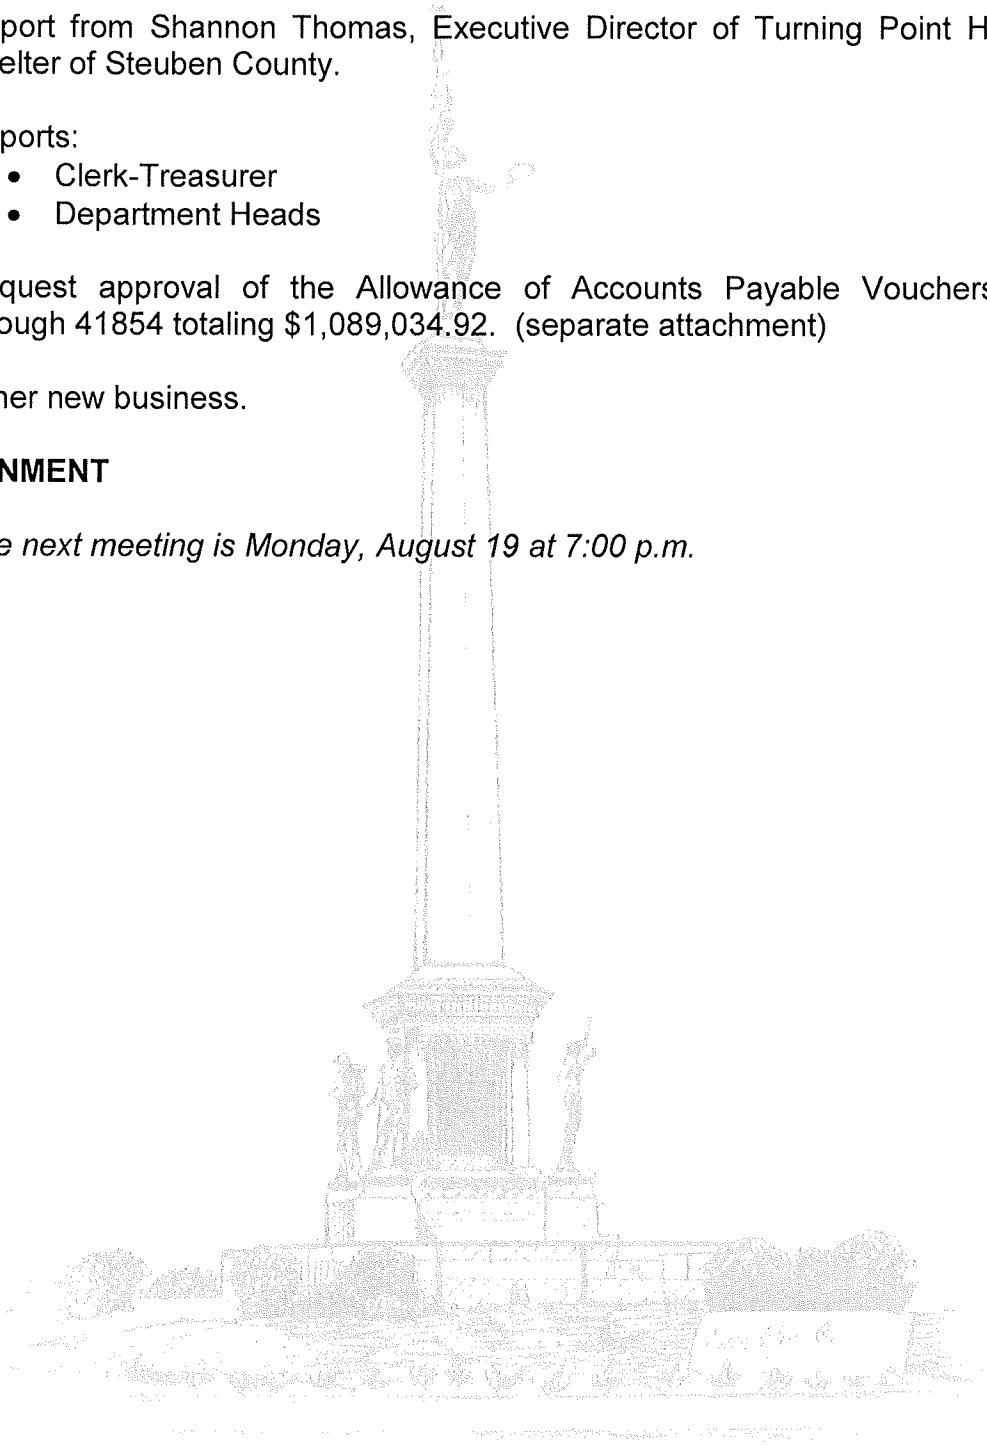 port from Shannon Thomas, Executive Director of Turning Point H
elter of Steuben County.
ports:
• Clerk-Treasurer
• Department Heads
quest approval of the Allowance of Accounts Payable Vouchers
ough 41854 totaling $1,089,034.92. (separate attachment)
her new business.
NMENT
e next meeting is Monday, August 19 at 7:00 p.m.